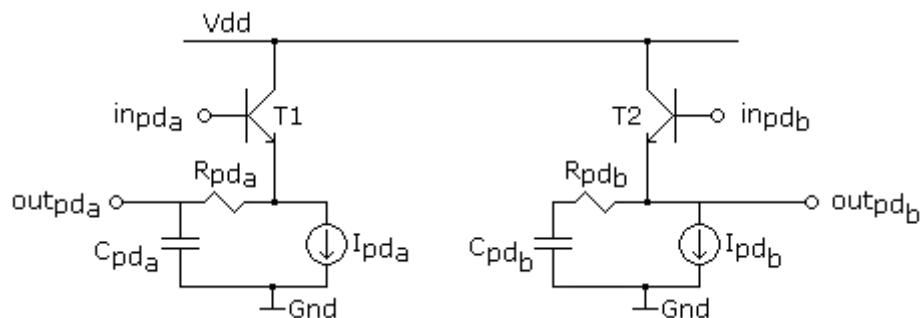 Vdd
inpda T1 T2 inpdb
Rpda Rpdb
outpda outpdb
Cpda Ipda Cpdb Ipdb
Gnd Gnd